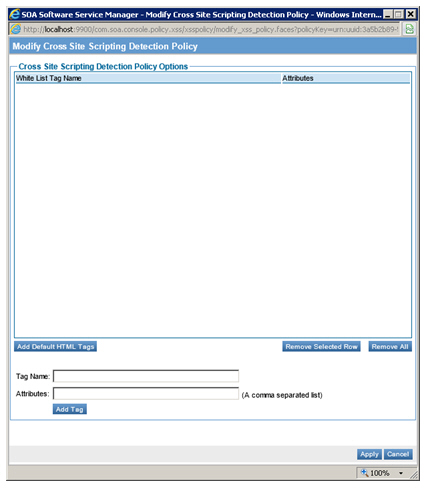 SOA Software Service Manager - Modify Cross Site Scripting Detection Policy - Windows Intern...
http://localhost:9900/com.soa.console.policy.xss/xsspolicy/modify_xss_policy.faces?policyKey=urn:uuid:3a5b2b89-
Modify Cross Site Scripting Detection Policy
Cross Site Scripting Detection Policy Options
White List Tag Name Attributes
Add Default HTML Tags Remove Selected Row Remove All
Tag Name:
Attributes: (A comma separated list)
Add Tag
Apply Cancel
100%